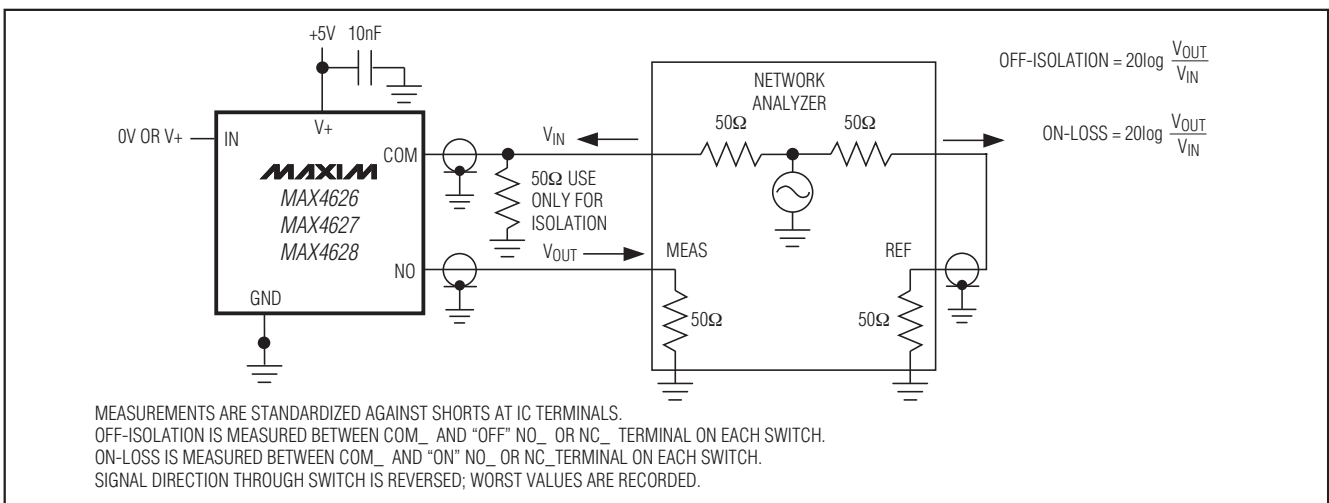 +5V 10nF
V+
0V OR V+
IN
COM
MAXIM
MAX4626
MAX4627
MAX4628
NO
GND
VIN
50Ω USE
ONLY FOR
ISOLATION
VOUT
NETWORK
ANALYZER
50Ω 50Ω
MEAS REF
50Ω 50Ω
OFF-ISOLATION = 20log VOUT
VIN
ON-LOSS = 20log VOUT
VIN
MEASUREMENTS ARE STANDARDIZED AGAINST SHORTS AT IC TERMINALS.
OFF-ISOLATION IS MEASURED BETWEEN COM_ AND “OFF” NO_ OR NC_ TERMINAL ON EACH SWITCH.
ON-LOSS IS MEASURED BETWEEN COM_ AND “ON” NO_ OR NC_TERMINAL ON EACH SWITCH.
SIGNAL DIRECTION THROUGH SWITCH IS REVERSED; WORST VALUES ARE RECORDED.